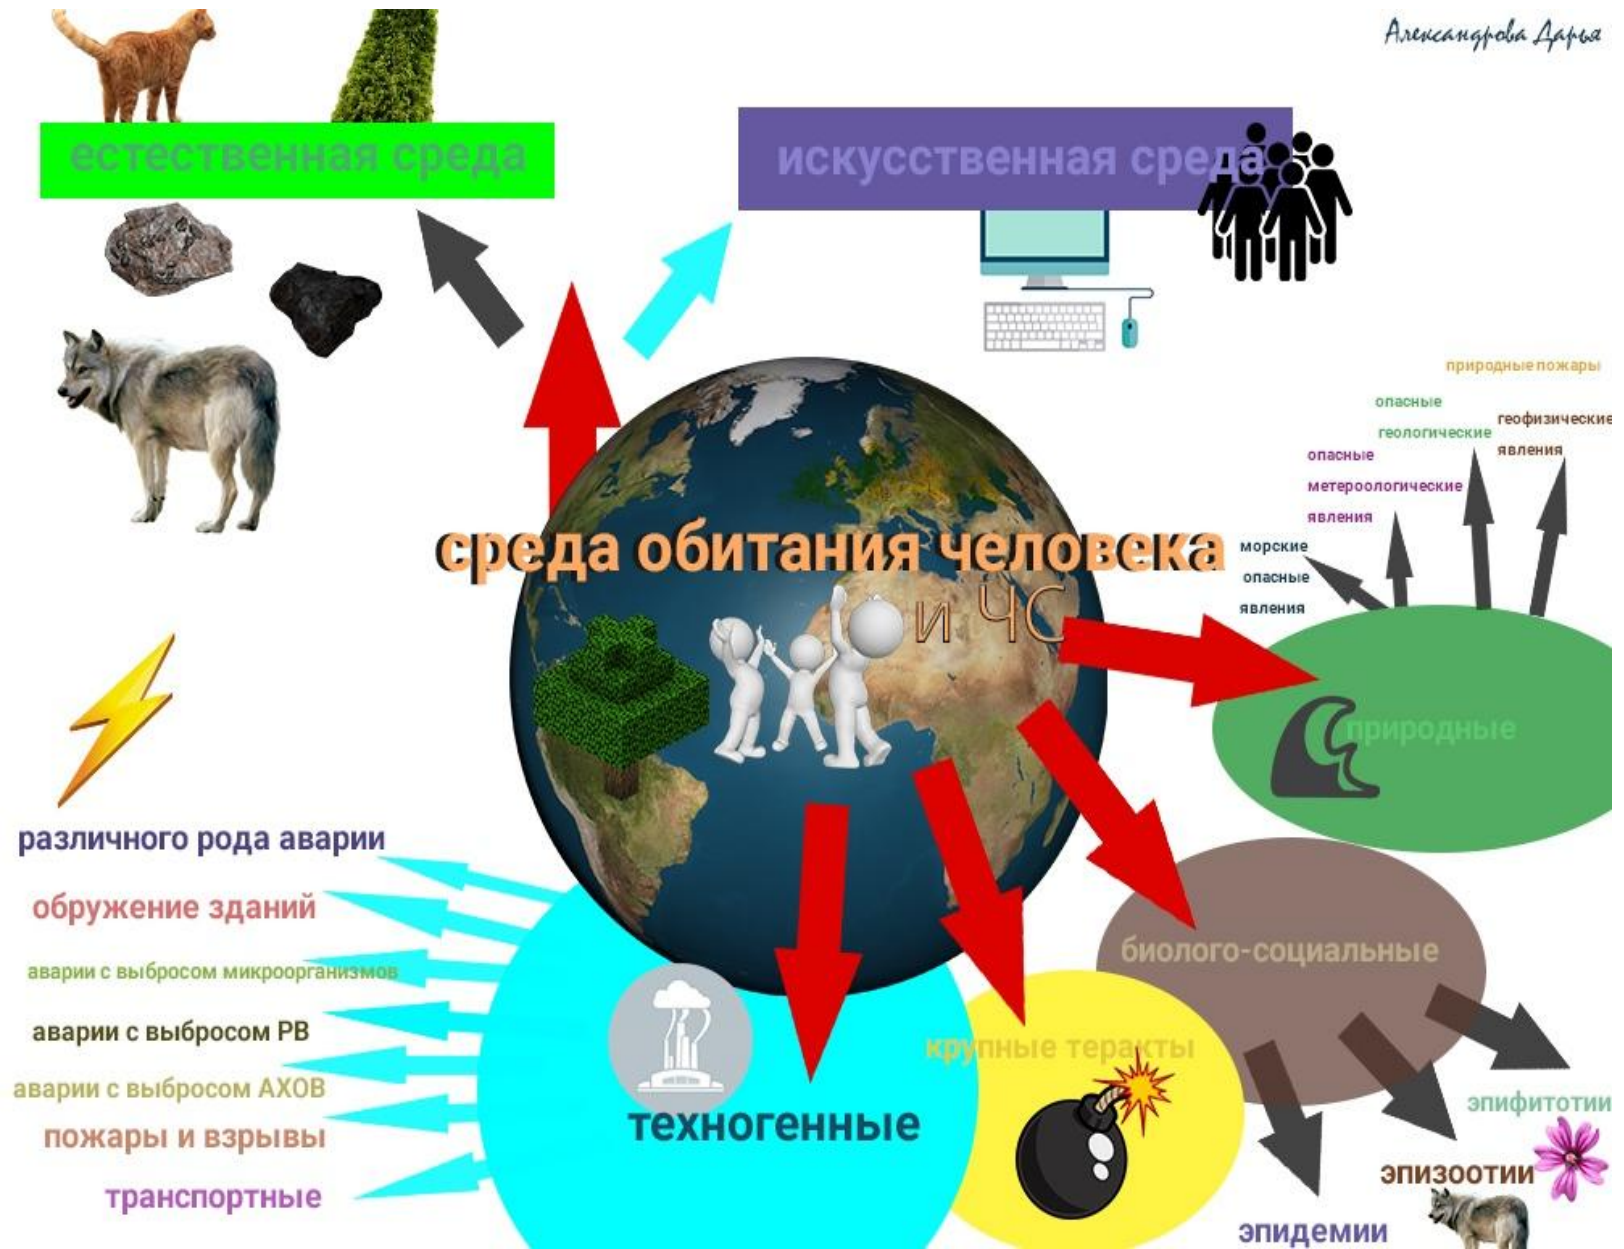 Александрова Дарья
естественная среда
искусственная среда
среда обитания человека
и ЧС
природные пожары
опасные
геологические
геофизические
явления
опасные
метероологические
явления
морские
опасные
явления
природные
биолого-социальные
эпифитотии
эпизоотии
эпидемии
крупные теракты
техногенные
различного рода аварии
обружение зданий
аварии с выбросом микроорганизмов
аварии с выбросом РВ
аварии с выбросом АХОВ
пожары и взрывы
транспортные